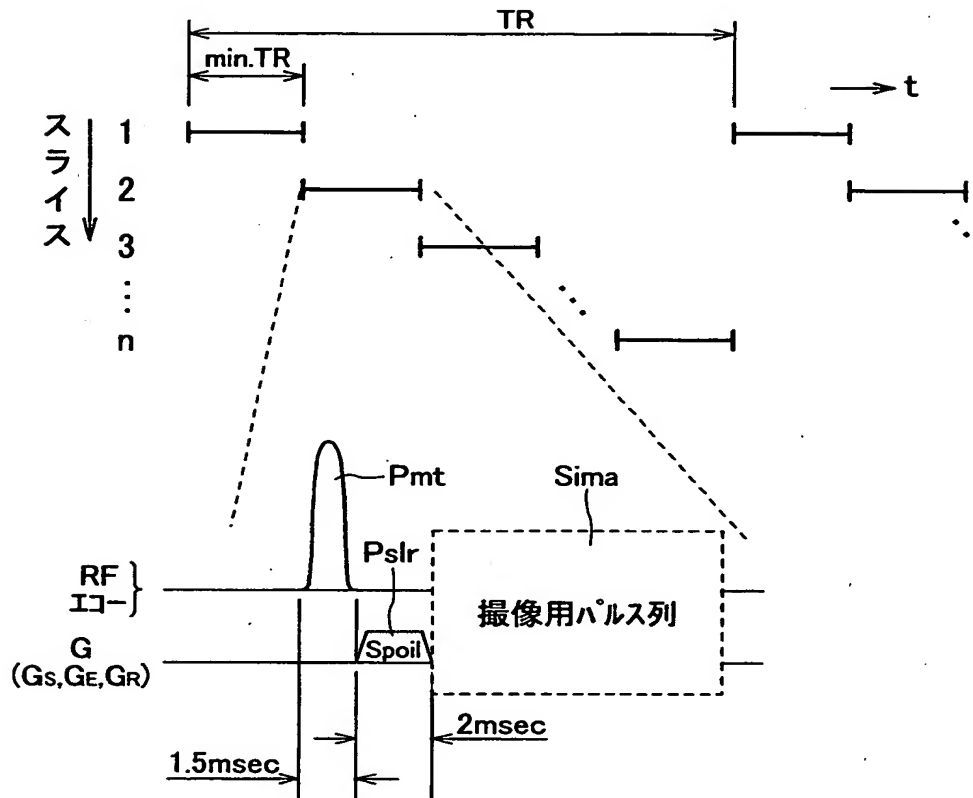 TR
min.TR
t
スライス
1
2
3
⋮
n
Pmt
Sima
Pslr
RF
エコー
撮像用パルス列
G
Spoil
(GS,GE,GR)
2msec
1.5msec